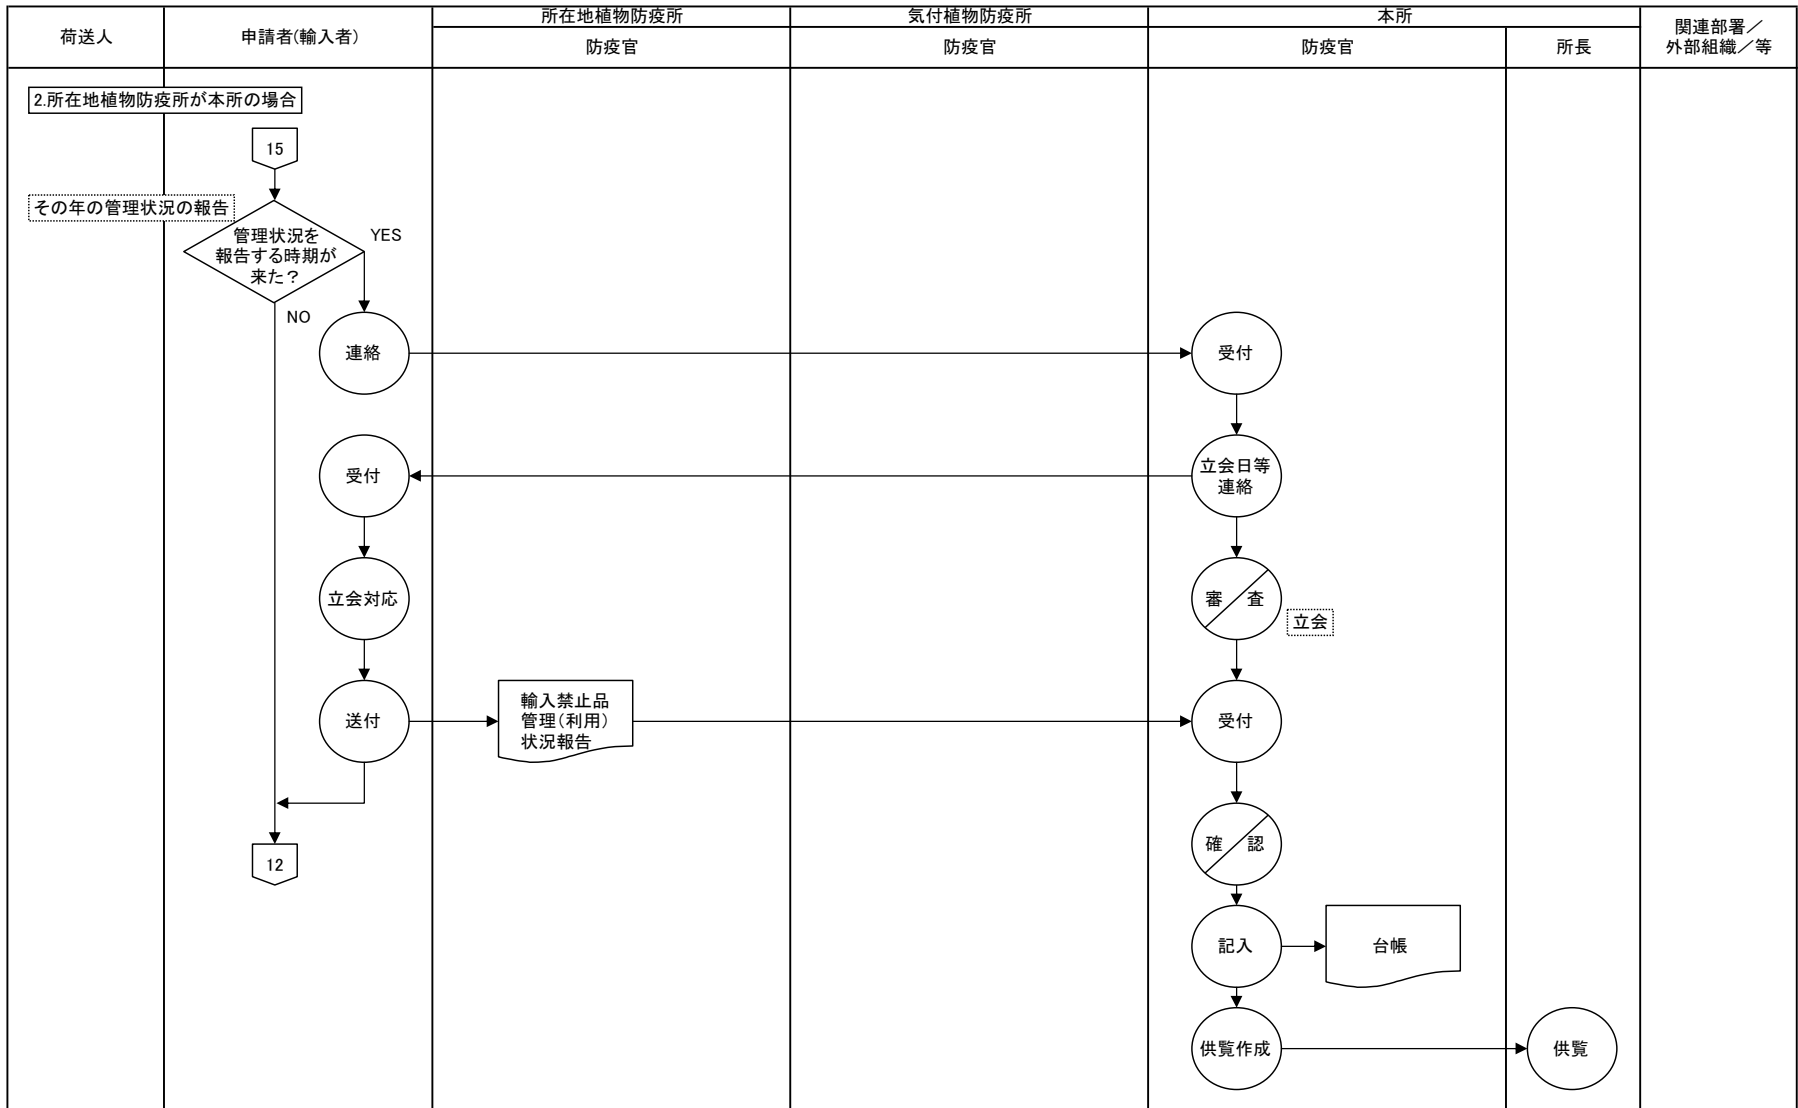 荷送人
申請者(輸入者)
所在地植物防疫所
防疫官
気付植物防疫所
防疫官
本所
防疫官
所長
関連部署／
外部組織／等
2.所在地植物防疫所が本所の場合
15
その年の管理状況の報告
管理状況を
報告する時期が
来た？
YES
NO
連絡
受付
受付
立会日等
連絡
立会対応
審 査
立会
送付
輸入禁止品
管理(利用)
状況報告
受付
確 認
12
記入
台帳
供覧作成
供覧